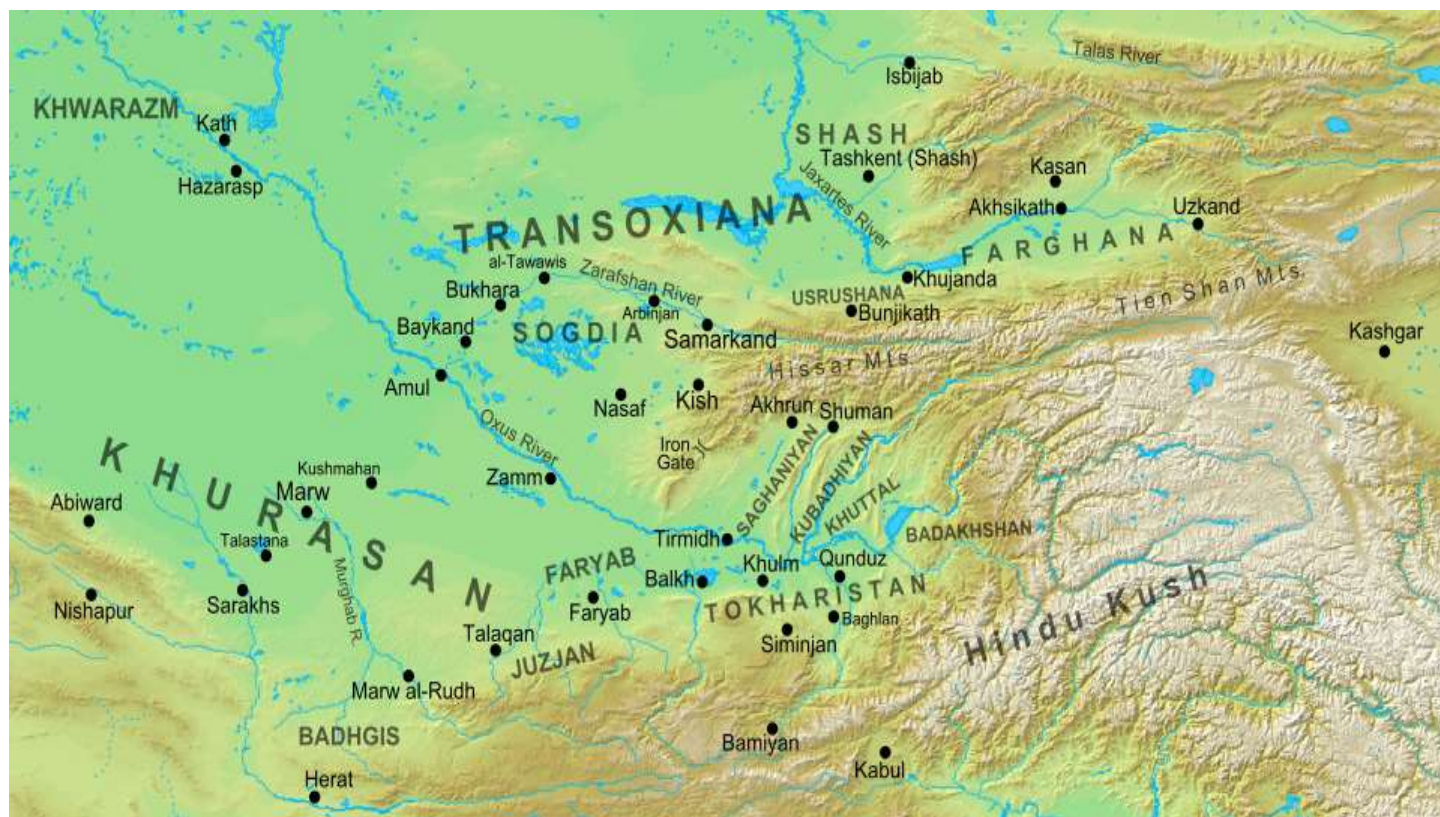 Talas River
Isbijab
KHWARAZM
Kath
SHASH
Tashkent (Shash)
Kasan
Hazarasp
Jaxartes River
Akhsikath
Uzkand
TRANSOXIANA
FARGHANA
al-Tawawis
Zarafshan River
Khujanda
Tien Shan Mts.
Bukhara
USRUSHANA
Arbinjan
Bunjikath
Baykand
SOGDIA
Samarkand
Kashgar
Hissar Mts
Amul
Nasaf
Kish
Akhrun
Shuman
Oxus River
Iron
Gate
SAGHANIYAN
KUBADHIYAN
KHUTTAL
KHURASAN
Kushmahan
Marw
Zamm
Abiward
Talastana
Tirmidh
BADAKHSHAN
Murghab R.
FARYAB
Balkh
Khulm
Qunduz
Nishapur
Sarakhs
Faryab
TOKHARISTAN
Baghlan
Hindu Kush
Talaqan
Siminjan
JUZJAN
Marw al-Rudh
BADHGIS
Bamiyan
Kabul
Herat